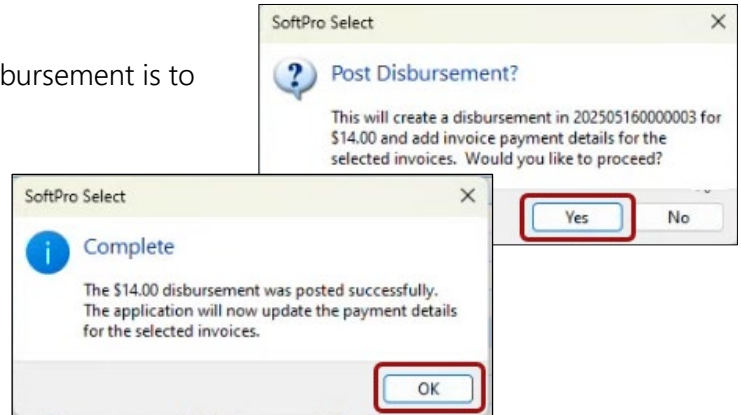 SoftPro Select
Post Disbursement?
This will create a disbursement in 202505160000003 for
$14.00 and add invoice payment details for the
selected invoices. Would you like to proceed?
Yes No
bursement is to
SoftPro Select
Complete
The $14.00 disbursement was posted successfully.
The application will now update the payment details
for the selected invoices.
OK